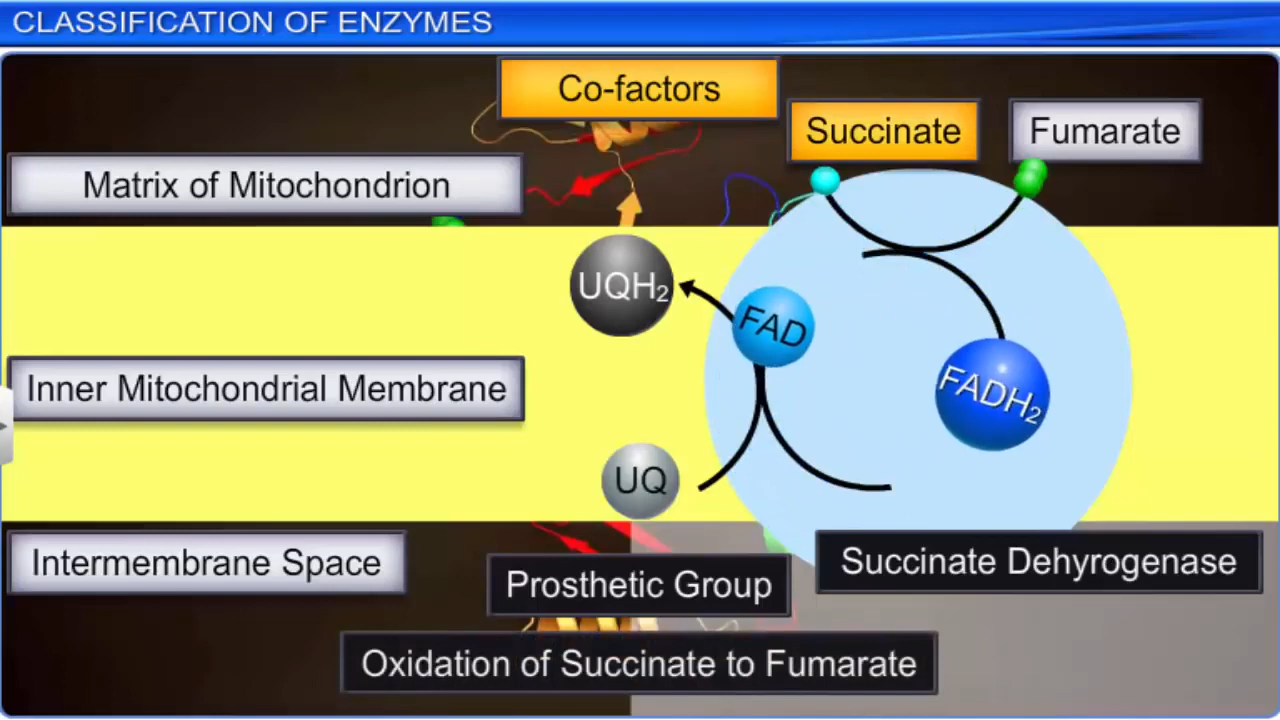 CLASSIFICATION OF ENZYMES
Co-factors
Succinate
Fumarate
Matrix of Mitochondrion
UQH₂
FAD
FADH₂
Inner Mitochondrial Membrane
UQ
Intermembrane Space
Prosthetic Group
Succinate Dehyrogenase
Oxidation of Succinate to Fumarate